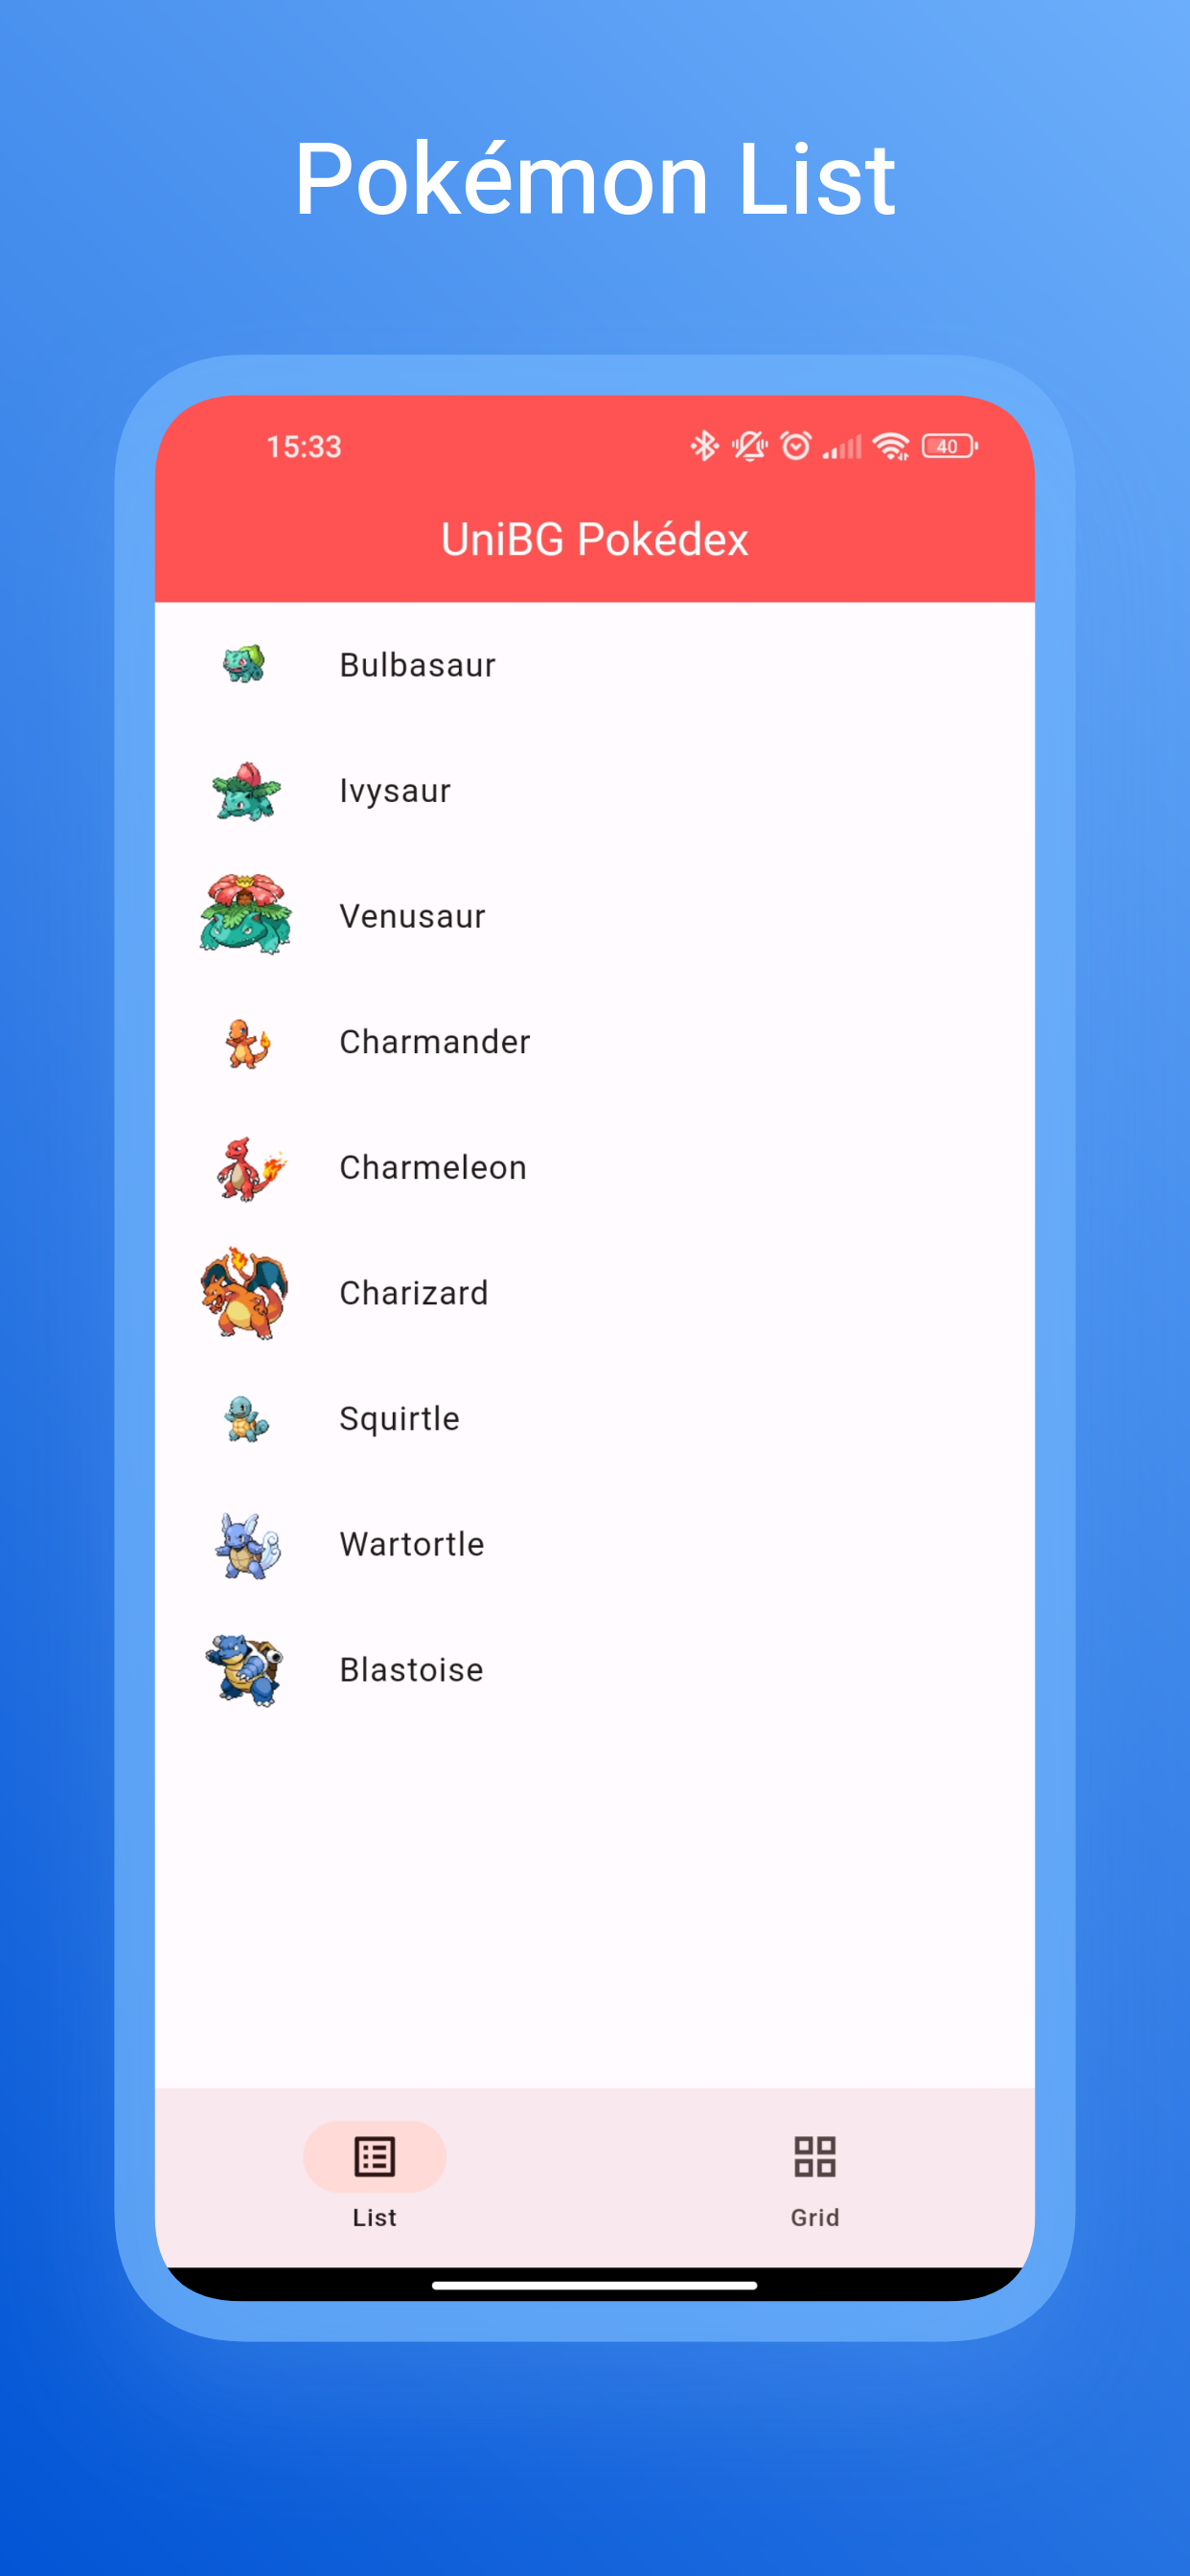 Pokémon List
15:33
40
UniBG Pokédex
Bulbasaur
Ivysaur
Venusaur
Charmander
Charmeleon
Charizard
Squirtle
Wartortle
Blastoise
List
Grid